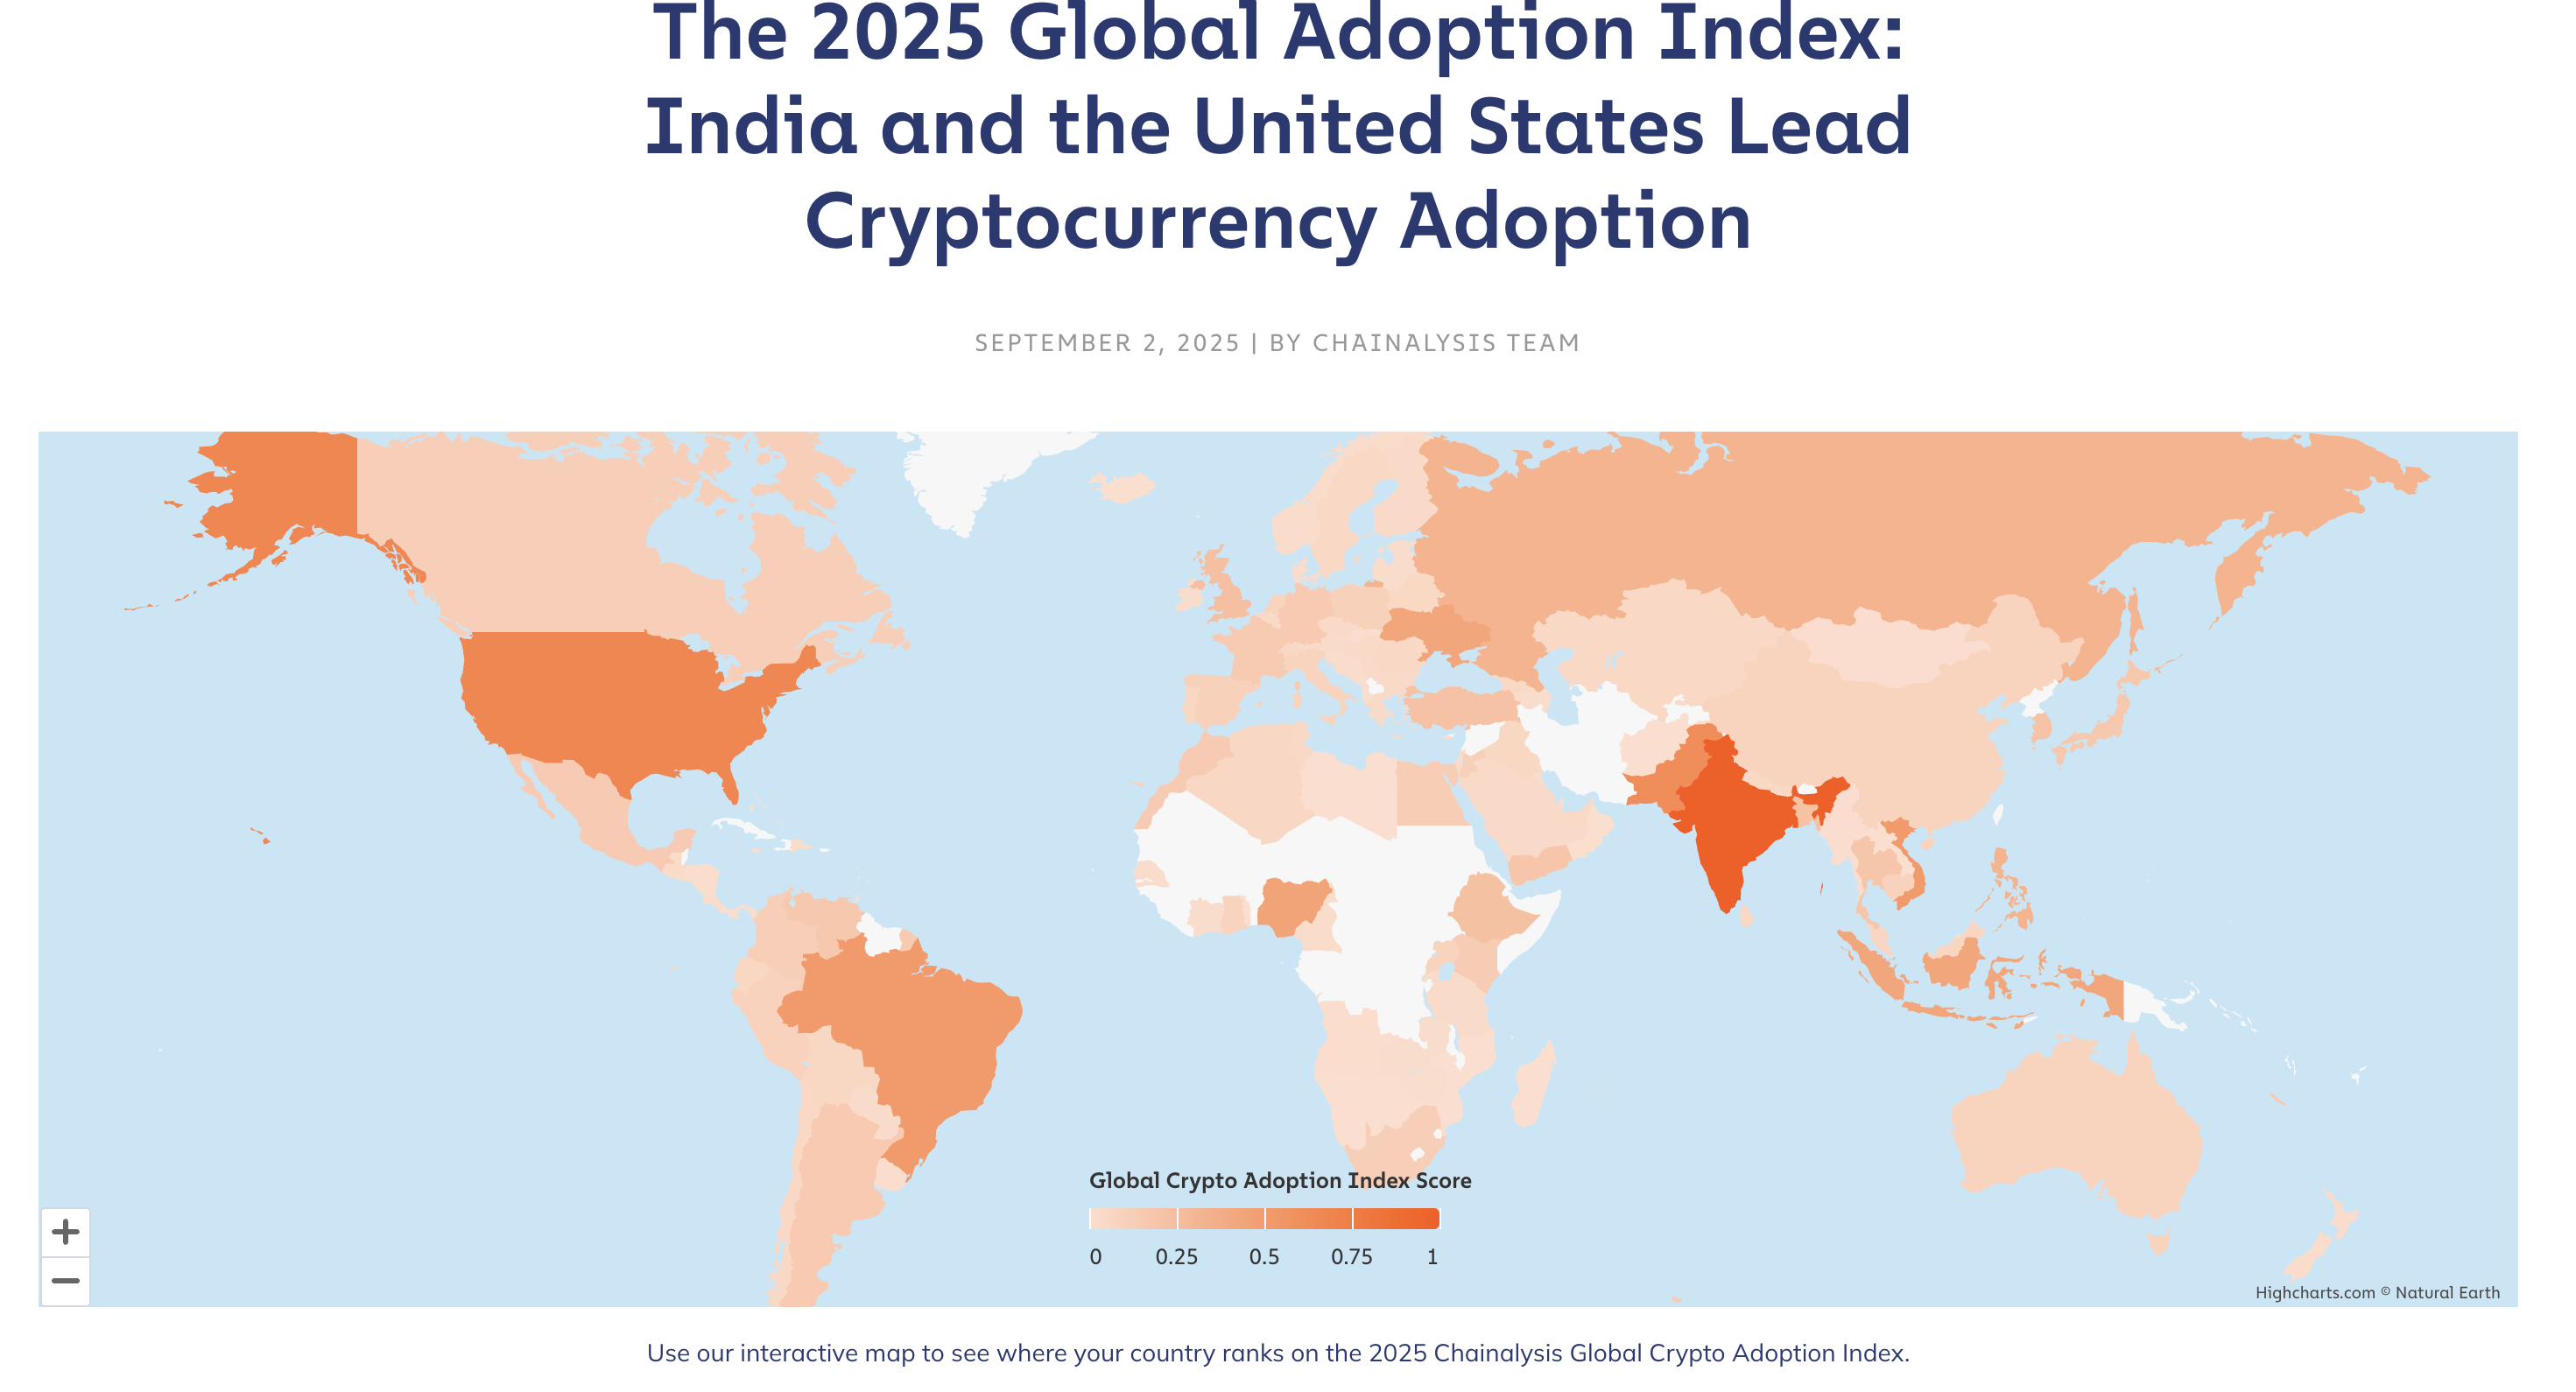 The 2025 Global Adoption Index:
India and the United States Lead
Cryptocurrency Adoption
SEPTEMBER 2, 2025 | BY CHAINALYSIS TEAM
Global Crypto Adoption Index Score
0 0.25 0.5 0.75 1
Highcharts.com © Natural Earth
Use our interactive map to see where your country ranks on the 2025 Chainalysis Global Crypto Adoption Index.